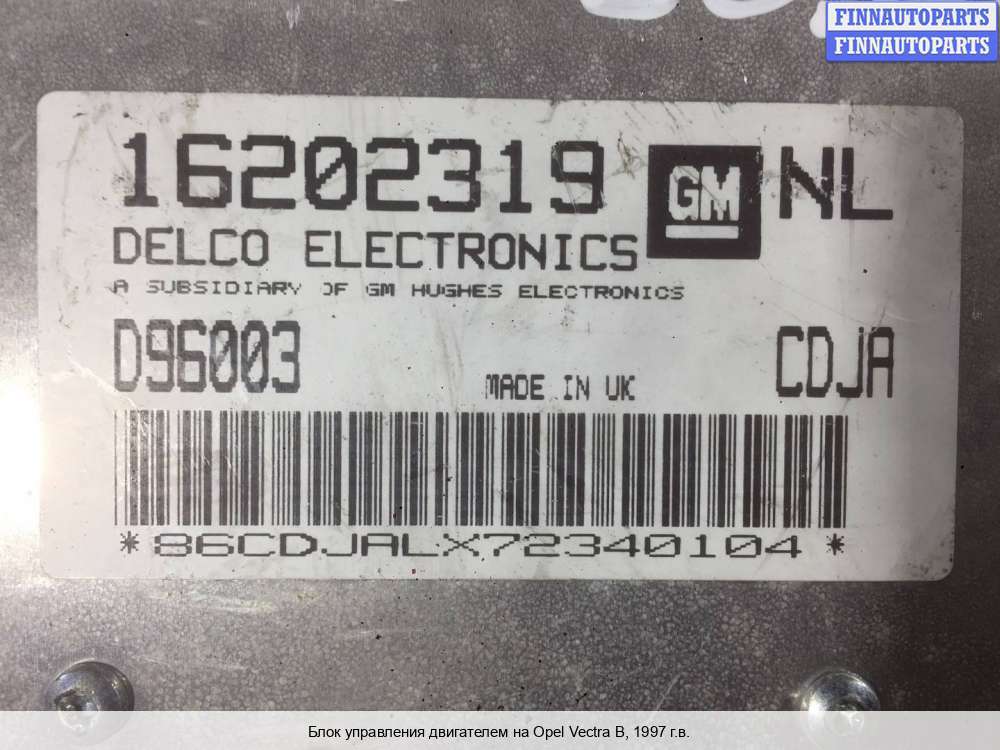 FINNAUTOPARTS
FINNAUTOPARTS
16202319 GM NL
DELCO ELECTRONICS
A SUBSIDIARY OF GM HUGHES ELECTRONICS
D96003 MADE IN UK CDJA
*86CDJALX72340104*
Блок управления двигателем на Opel Vectra B, 1997 г.в.